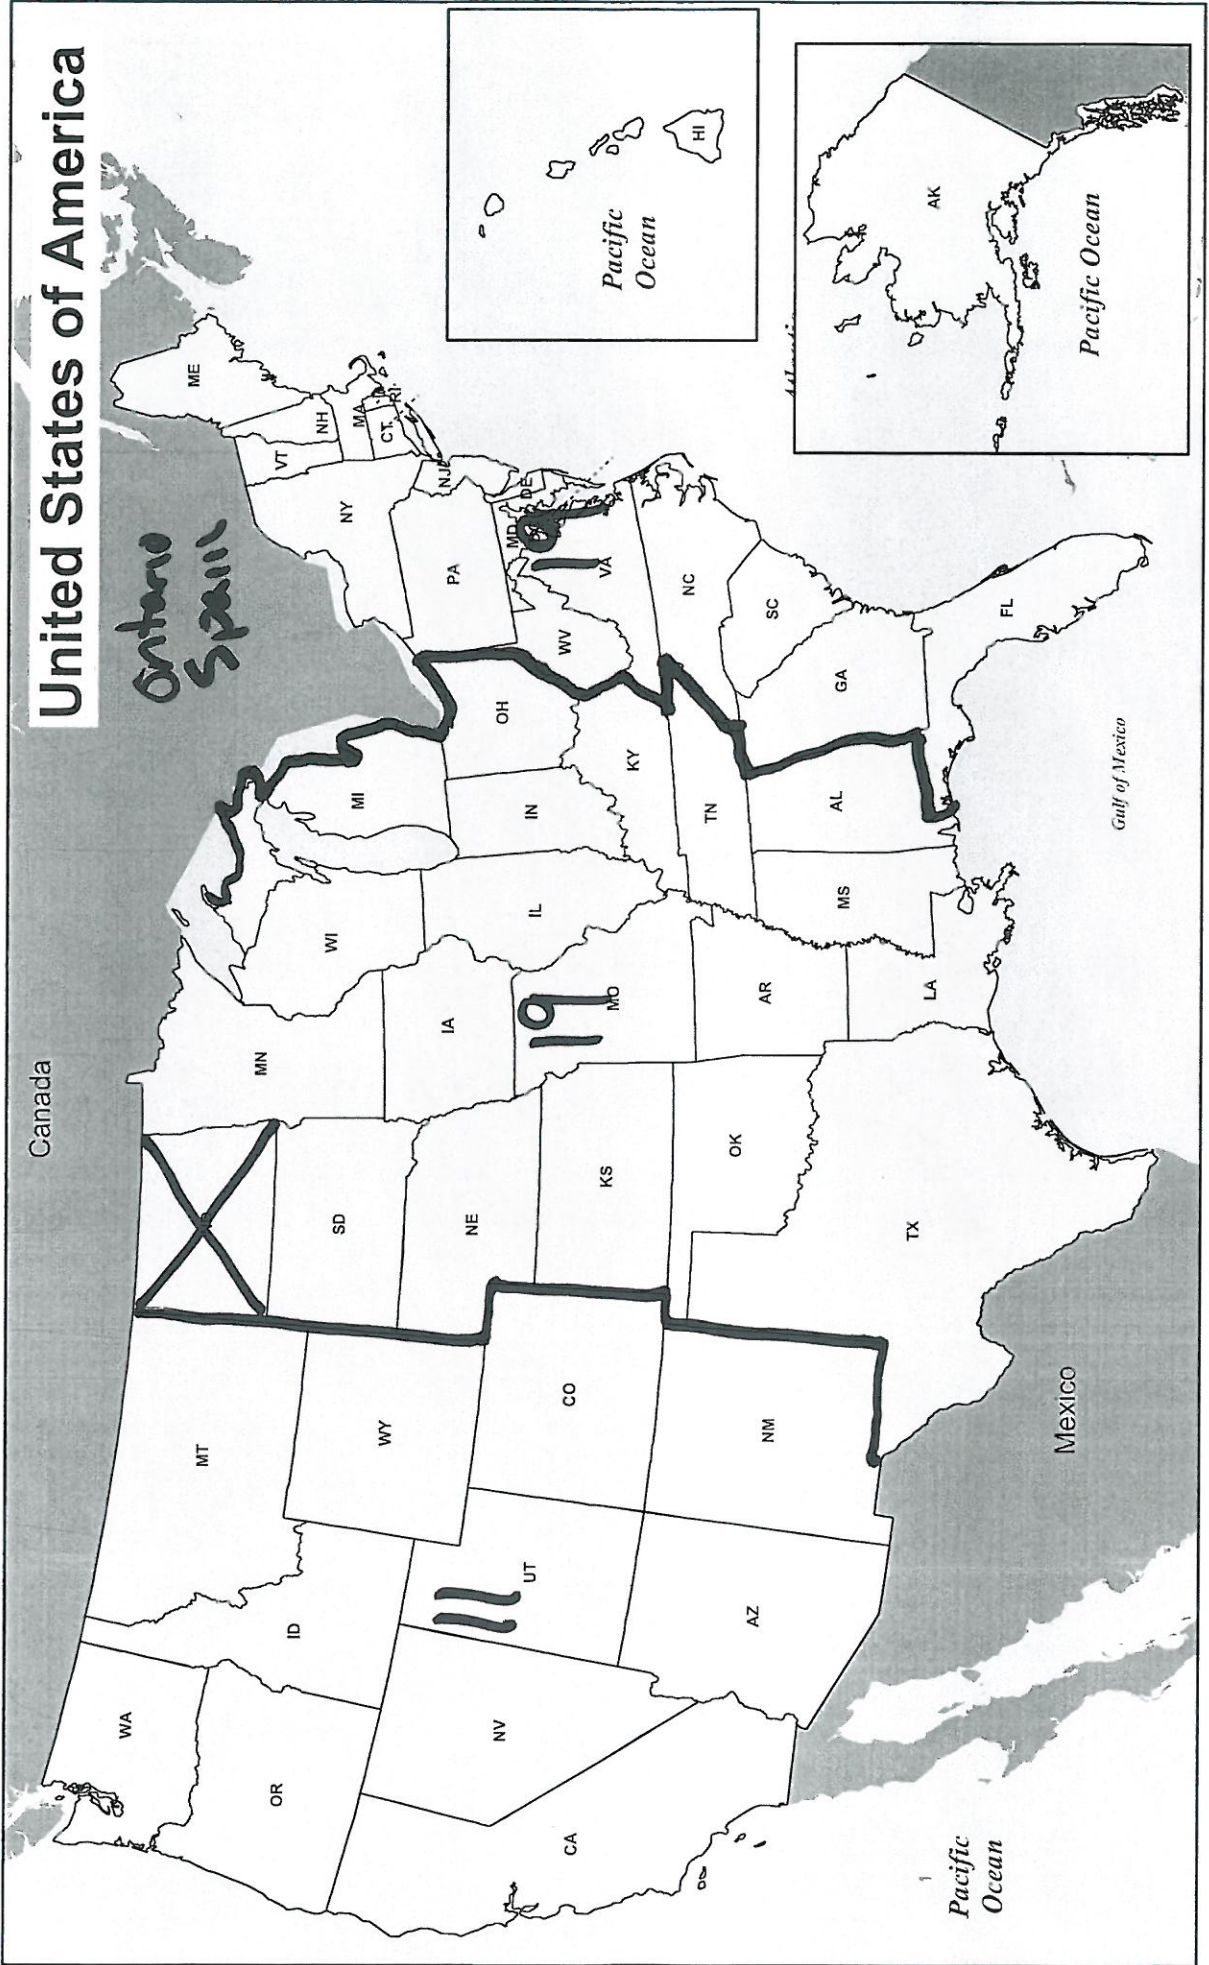 United States of America
Canada
Ontario
Spain
WA
MT
MN
ME
VT
NH
OR
ID
WY
SD
WI
MI
NY
MA
CT
RI
NV
UT
11
CO
NE
IA
IL
IN
OH
PA
NJ
CA
AZ
NM
KS
MO
19
KY
WV
VA
MD
DE
19
OK
AR
TN
NC
SC
TX
LA
MS
AL
GA
FL
Pacific
Ocean
Mexico
Gulf of Mexico
Pacific
Ocean
HI
AK
Pacific Ocean